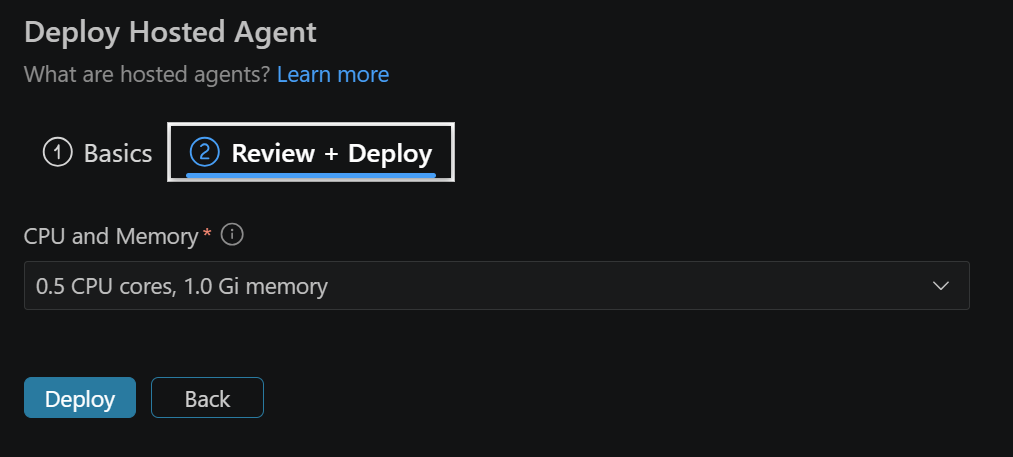 Deploy Hosted Agent
What are hosted agents? Learn more
1 Basics 2 Review + Deploy
CPU and Memory*
0.5 CPU cores, 1.0 Gi memory
Deploy Back